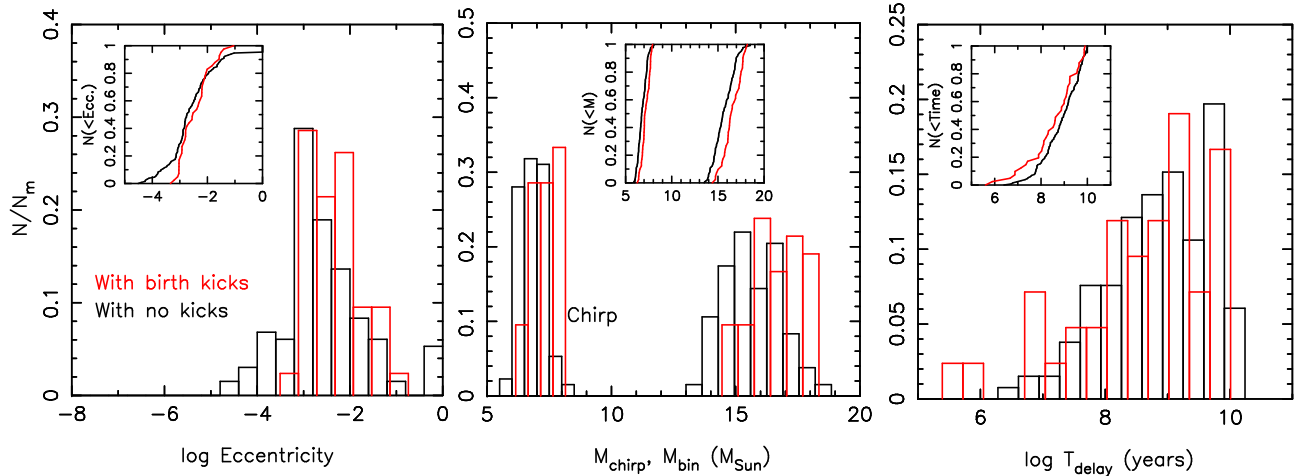 N/N_m
0.4
0.3
0.2
0.1
0
N(<Ecc.)
1
0.8
0.6
0.4
0.2
0
−4 −2 0
With birth kicks
With no kicks
−8 −6 −4 −2 0
log Eccentricity
0.5
0.4
0.3
0.2
0.1
0
N(<M)
1
0.8
0.6
0.4
0.2
0
5 10 15 20
Chirp
5 10 15 20
M_chirp, M_bin (M_Sun)
0.25
0.2
0.15
0.1
0.05
0
N(<Time)
1
0.8
0.6
0.4
0.2
0
6 8 10
6 8 10
log T_delay (years)